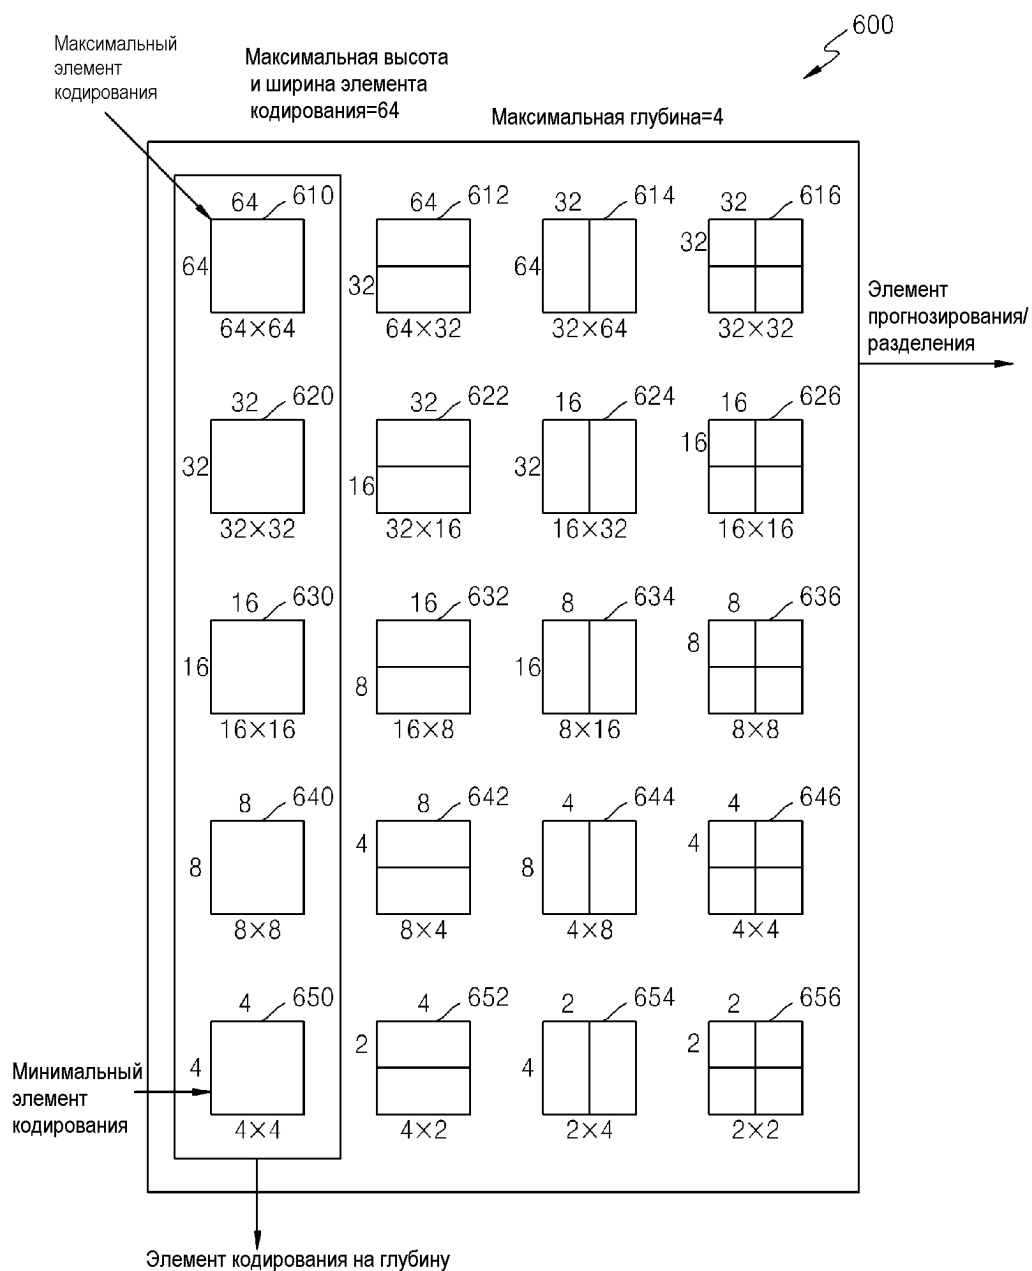 600
Максимальный
элемент
кодирования
Максимальная высота
и ширина элемента
кодирования=64
Максимальная глубина=4
64 610 64 612 32 614 32 616
64 32 64 32
64×64 64×32 32×64 32×32
Элемент
прогнозирования/
разделения
32 620 32 622 16 624 16 626
32 16 32 16
32×32 32×16 16×32 16×16
16 630 16 632 8 634 8 636
16 8 16 8
16×16 16×8 8×16 8×8
8 640 8 642 4 644 4 646
8 4 8 4
8×8 8×4 4×8 4×4
4 650 4 652 2 654 2 656
4 2 4 2
4×4 4×2 2×4 2×2
Минимальный
элемент
кодирования
Элемент кодирования на глубину